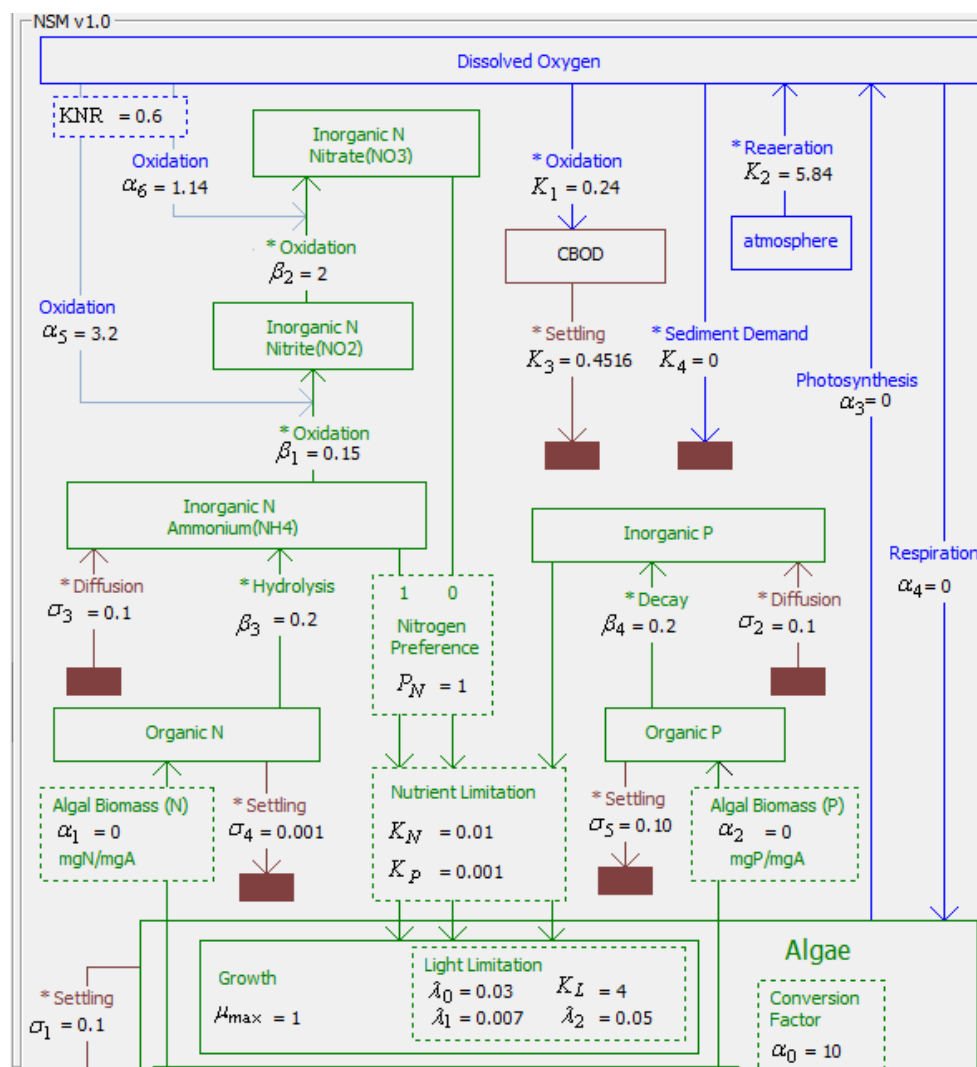 NSM v1.0
Dissolved Oxygen
KNR = 0.6
Oxidation
α6 = 1.14
Inorganic N
Nitrate(NO3)
* Oxidation
K1 = 0.24
* Reaeration
K2 = 5.84
atmosphere
CBOD
* Oxidation
β2 = 2
Oxidation
α5 = 3.2
Inorganic N
Nitrite(NO2)
* Settling
K3 = 0.4516
* Sediment Demand
K4 = 0
Photosynthesis
α3 = 0
* Oxidation
β1 = 0.15
Inorganic N
Ammonium(NH4)
Inorganic P
Respiration
α4 = 0
* Diffusion
σ3 = 0.1
* Hydrolysis
β3 = 0.2
1 0
Nitrogen
Preference
PN = 1
* Decay
β4 = 0.2
* Diffusion
σ2 = 0.1
Organic N
Organic P
Algal Biomass (N)
α1 = 0
mgN/mgA
* Settling
σ4 = 0.001
Nutrient Limitation
KN = 0.01
KP = 0.001
* Settling
σ5 = 0.10
Algal Biomass (P)
α2 = 0
mgP/mgA
Algae
Growth
μmax = 1
Light Limitation
λ0 = 0.03 KL = 4
λ1 = 0.007 λ2 = 0.05
* Settling
σ1 = 0.1
Conversion
Factor
α0 = 10